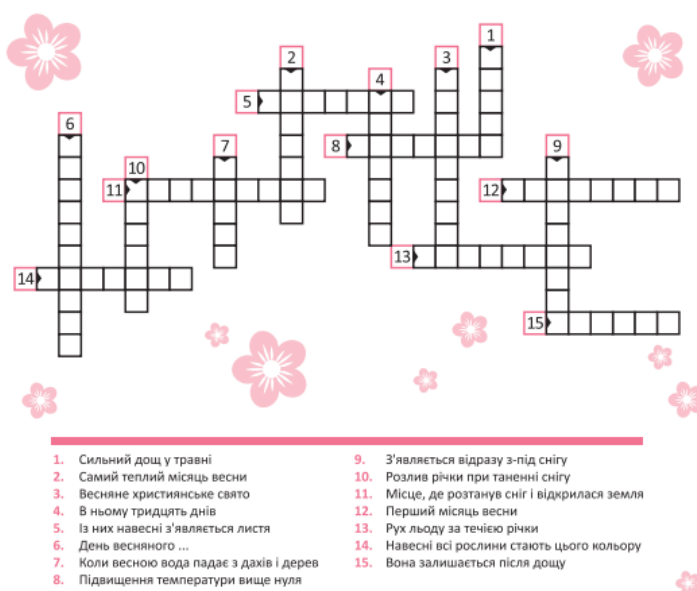 1
2
3
4
5
6
7
8
9
10
11
12
13
14
15
1. Сильний дощ у травні
2. Самий теплий місяць весни
3. Весняне християнське свято
4. В ньому тридцять днів
5. Із них навесні з'являється листя
6. День весняного ...
7. Коли весною вода падає з дахів і дерев
8. Підвищення температури вище нуля
9. З'являється відразу з-під снігу
10. Розлив річки при таненні снігу
11. Місце, де розтанув сніг і відкрилася земля
12. Перший місяць весни
13. Рух льоду за течією річки
14. Навесні всі рослини стають цього кольору
15. Вона залишається після дощу